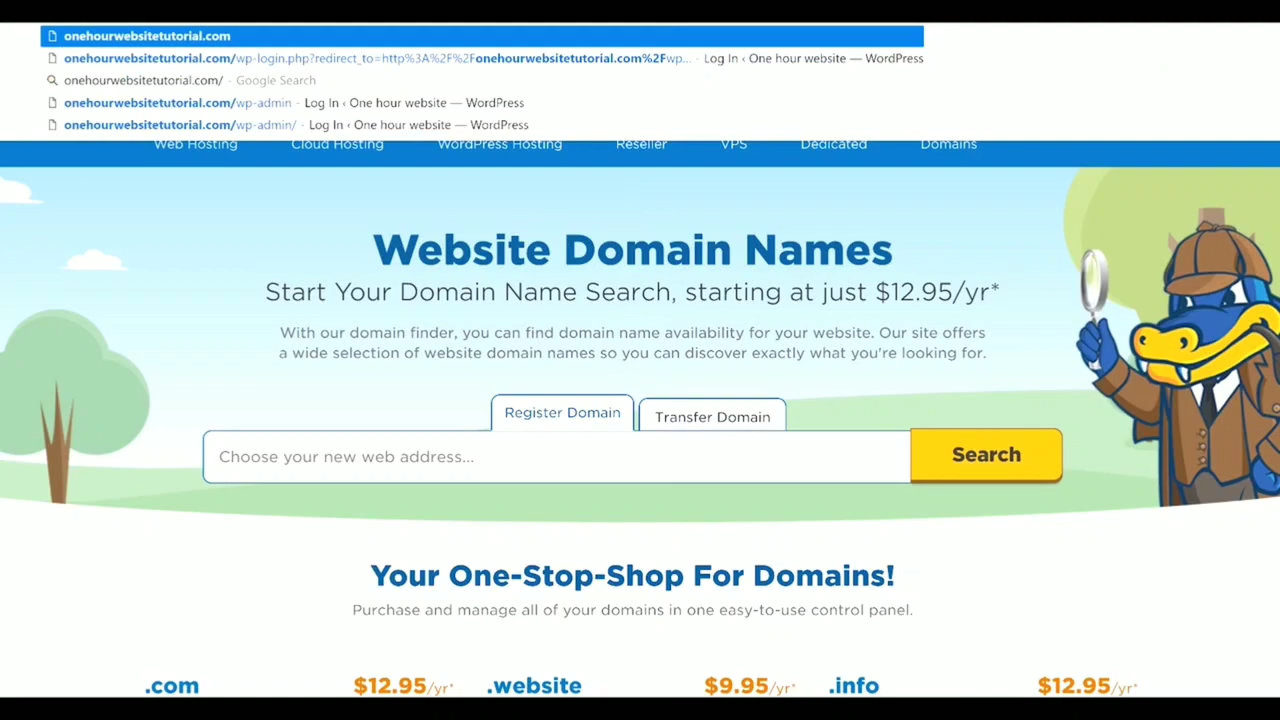 onehourwebsitetutorial.com
onehourwebsitetutorial.com/wp-login.php?redirect_to=http%3A%2F%2Fonehourwebsitetutorial.com%2Fwp... - Log In ‹ One hour website — WordPress
onehourwebsitetutorial.com/ - Google Search
onehourwebsitetutorial.com/wp-admin - Log In ‹ One hour website — WordPress
onehourwebsitetutorial.com/wp-admin/ - Log In ‹ One hour website — WordPress
Web Hosting Cloud Hosting WordPress Hosting Reseller VPS Dedicated Domains
Website Domain Names
Start Your Domain Name Search, starting at just $12.95/yr*
With our domain finder, you can find domain name availability for your website. Our site offers
a wide selection of website domain names so you can discover exactly what you're looking for.
Register Domain Transfer Domain
Choose your new web address... Search
Your One-Stop-Shop For Domains!
Purchase and manage all of your domains in one easy-to-use control panel.
.com $12.95/yr* .website $9.95/yr* .info $12.95/yr*